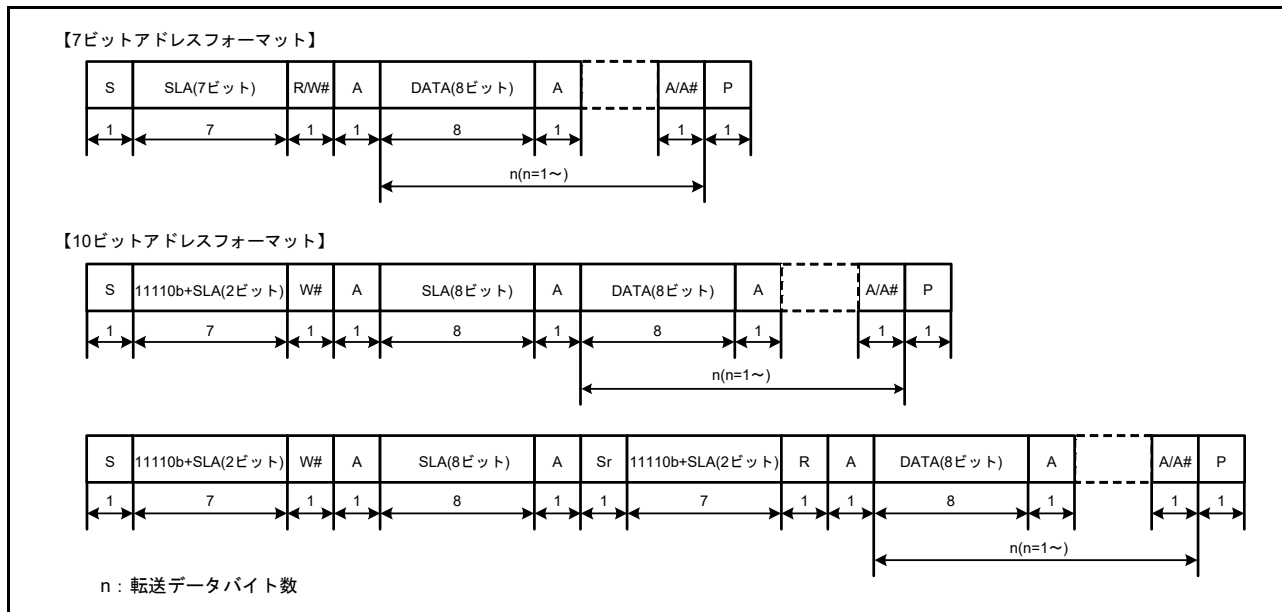 【7ビットアドレスフォーマット】
S SLA(7ビット) R/W# A DATA(8ビット) A A/A# P
1 7 1 1 8 1 1 1
n(n=1～)
【10ビットアドレスフォーマット】
S 11110b+SLA(2ビット) W# A SLA(8ビット) A DATA(8ビット) A A/A# P
1 7 1 1 8 1 8 1 1 1
n(n=1～)
S 11110b+SLA(2ビット) W# A SLA(8ビット) A Sr 11110b+SLA(2ビット) R A DATA(8ビット) A A/A# P
1 7 1 1 8 1 1 7 1 1 8 1 1 1
n(n=1～)
n：転送データバイト数